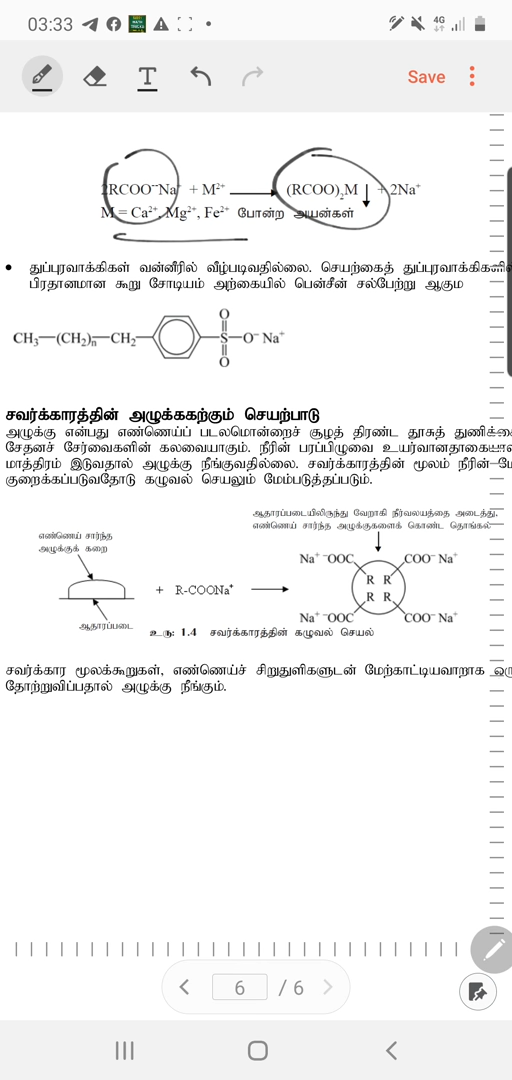 03:33
4G
Save
2RCOO⁻Na⁺ + M²⁺ → (RCOO)₂M ↓ + 2Na⁺
M = Ca²⁺, Mg²⁺, Fe²⁺ போன்ற அயன்கள்
• துப்புரவாக்கிகள் வன்னீரில் வீழ்படிவதில்லை. செயற்கைத் துப்புரவாக்கிகளின்
பிரதானமான கூறு சோடியம் அற்கையில் பென்சீன் சல்பேற்று ஆகும
O
CH₃—(CH₂)ₙ—CH₂ S—O⁻ Na⁺
O
சவர்க்காரத்தின் அழுக்ககற்கும் செயற்பாடு
அழுக்கு என்பது எண்ணெய்ப் படலமொன்றைச் சூழத் திரண்ட தூசுத் துணிக்கை
சேதனச் சேர்வைகளின் கலவையாகும். நீரின் பரப்பிழுவை உயர்வானதாகை
மாத்திரம் இடுவதால் அழுக்கு நீங்குவதில்லை. சவர்க்காரத்தின் மூலம் நீரின்
குறைக்கப்படுவதோடு கழுவல் செயலும் மேம்படுத்தப்படும்.
ஆதாரப்படையிலிருந்து வேறாகி நீர்வலயத்தை அடைத்து,
எண்ணெய் சார்ந்த அழுக்குகளைக் கொண்ட தொங்கல்
எண்ணெய் சார்ந்த
அழுக்குக் கறை
Na⁺ ⁻OOC COO⁻ Na⁺
R R
+ R-COONa⁺ →
R R
Na⁺ ⁻OOC COO⁻ Na⁺
ஆதாரப்படை
உரு: 1.4 சவர்க்காரத்தின் கழுவல் செயல்
சவர்க்கார மூலக்கூறுகள், எண்ணெய்ச் சிறுதுளிகளுடன் மேற்காட்டியவாறாக
தோற்றுவிப்பதால் அழுக்கு நீங்கும்.
6 / 6